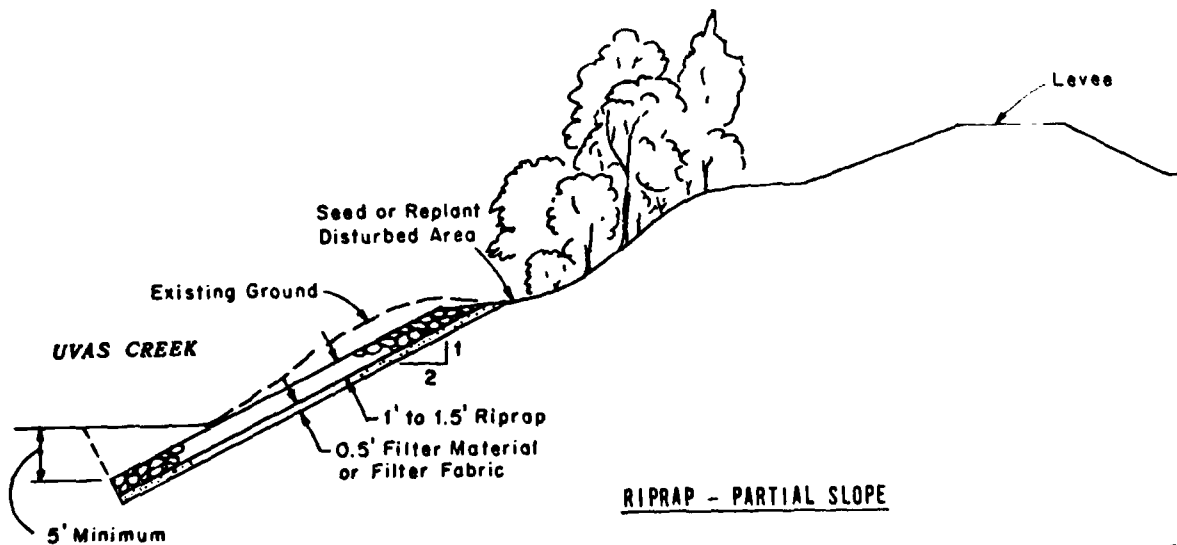 Levee
Seed or Replant
Disturbed Area
Existing Ground
UVAS CREEK
1
2
1' to 1.5' Riprap
0.5' Filter Material
or Filter Fabric
RIPRAP - PARTIAL SLOPE
5' Minimum